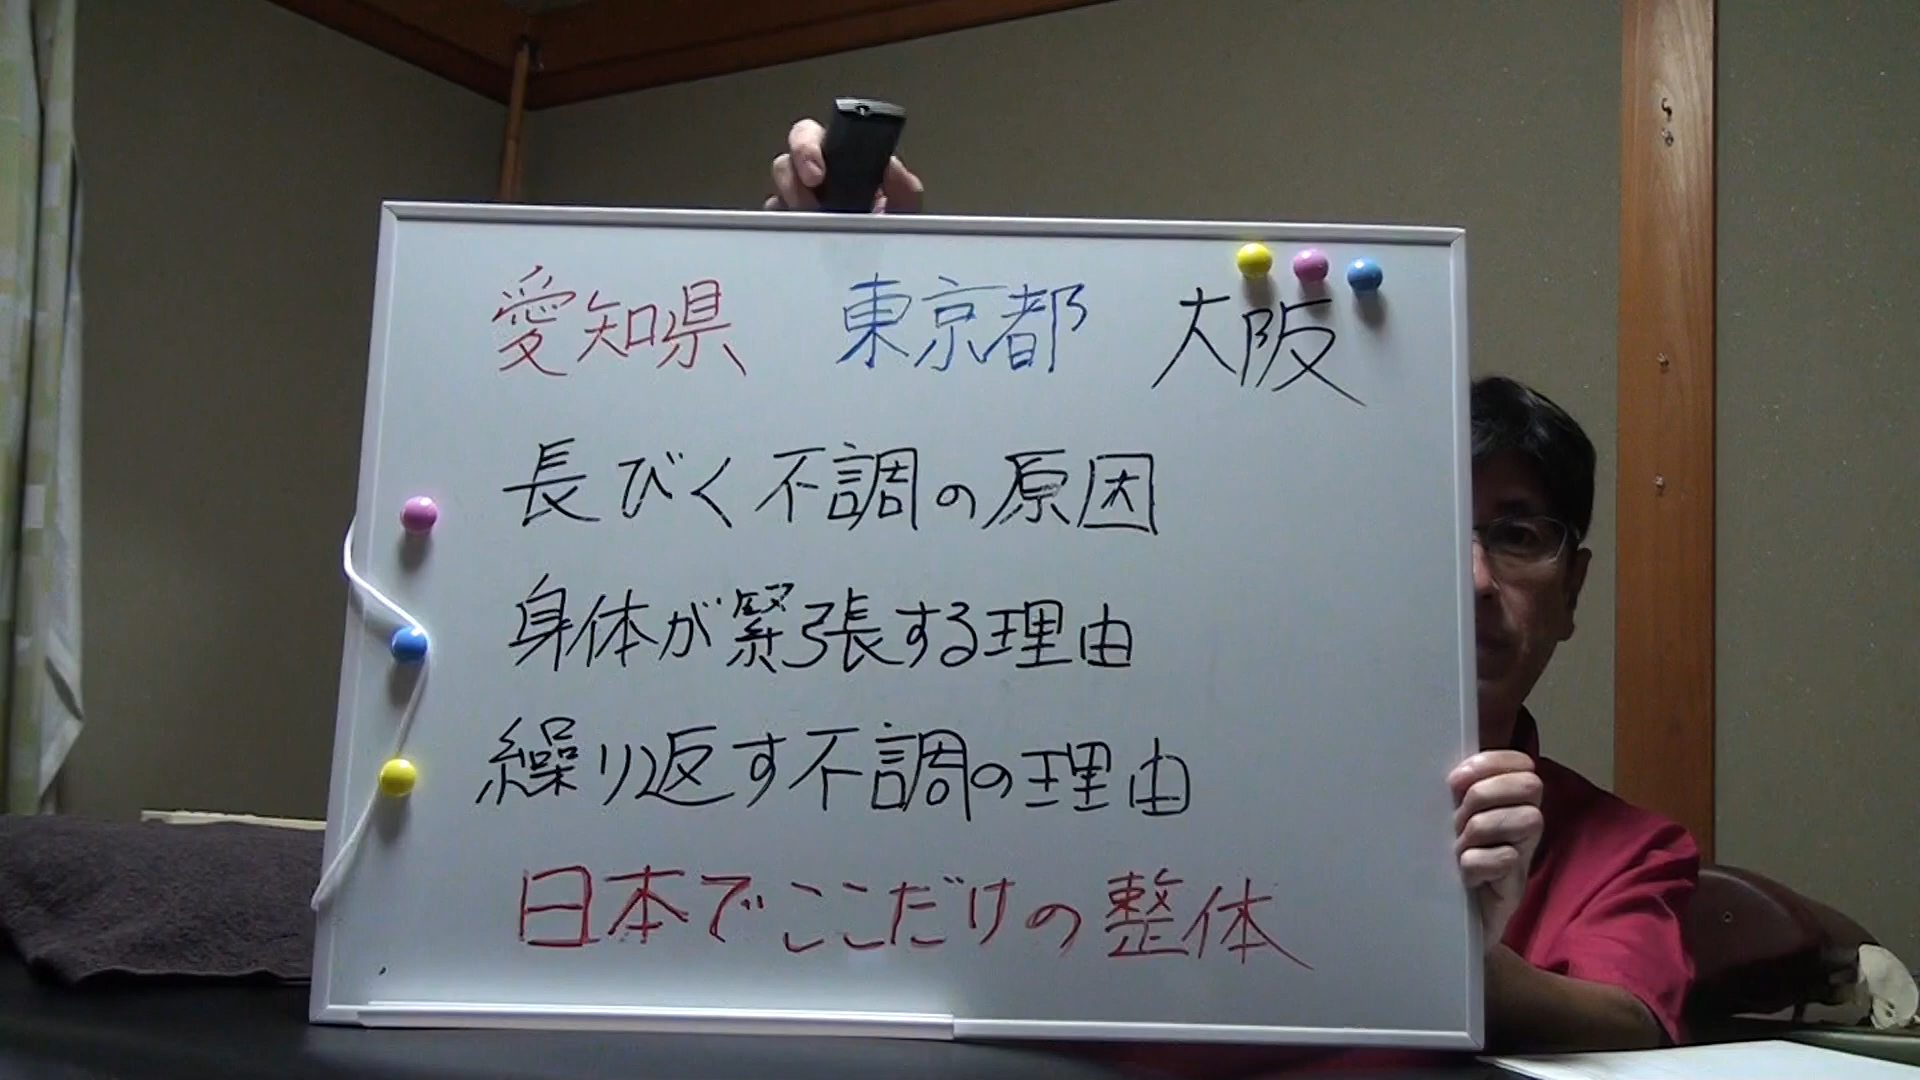 愛知県 東京都 大阪
長びく不調の原因
身体が緊張する理由
繰り返す不調の理由
日本でここだけの整体